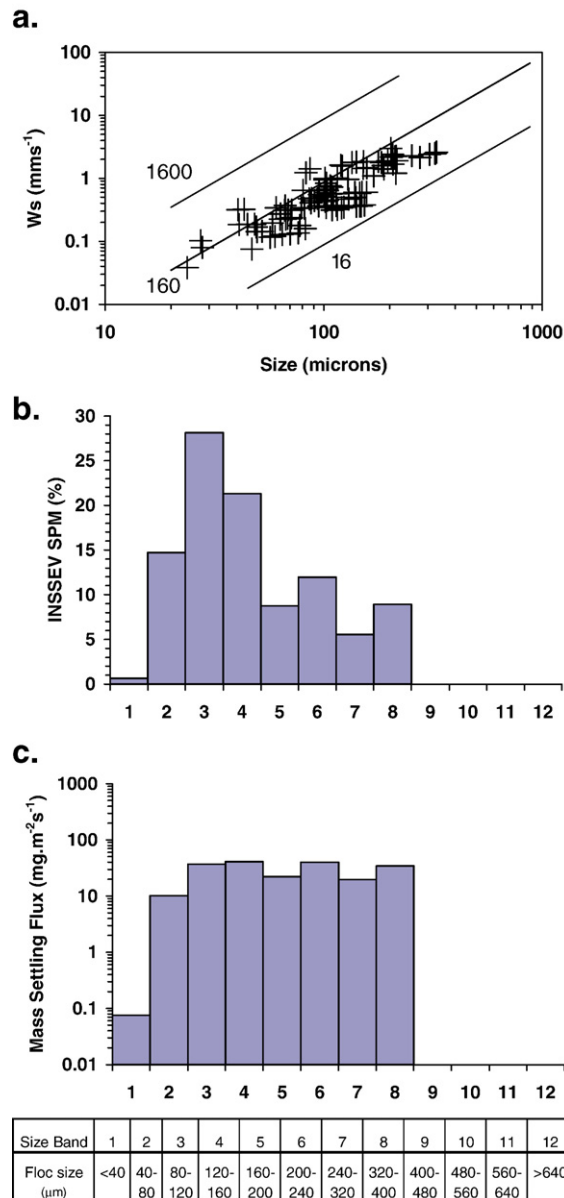 a.
100
10
1
0.1
0.01
Ws (mms-1)
1600
160
16
10 100 1000
Size (microns)
b.
30
25
20
15
10
5
0
INSSEV SPM (%)
1 2 3 4 5 6 7 8 9 10 11 12
c.
1000
100
10
1
0.1
0.01
Mass Settling Flux (mg.m-2s-1)
1 2 3 4 5 6 7 8 9 10 11 12
Size Band 1 2 3 4 5 6 7 8 9 10 11 12
Floc size <40 40- 80- 120- 160- 200- 240- 320- 400- 480- 560- >640
(μm) 80 120 160 200 240 320 400 480 560 640